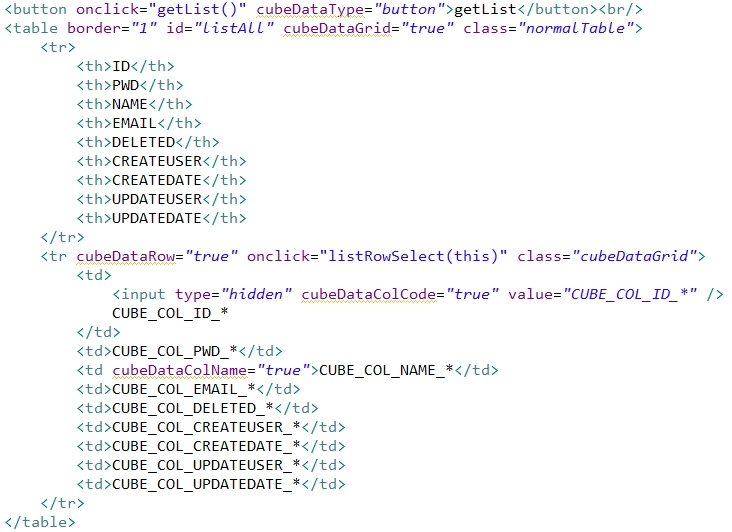 <button onclick="getList()" cubeDataType="button">getList</button><br/>
<table border="1" id="listAll" cubeDataGrid="true" class="normalTable">
    <tr>
        <th>ID</th>
        <th>PWD</th>
        <th>NAME</th>
        <th>EMAIL</th>
        <th>DELETED</th>
        <th>CREATEUSER</th>
        <th>CREATEDATE</th>
        <th>UPDATEUSER</th>
        <th>UPDATEDATE</th>
    </tr>
    <tr cubeDataRow="true" onclick="listRowSelect(this)" class="cubeDataGrid">
        <td>
            <input type="hidden" cubeDataColCode="true" value="CUBE_COL_ID_*" />
            CUBE_COL_ID_*
        </td>
        <td>CUBE_COL_PWD_*</td>
        <td cubeDataColName="true">CUBE_COL_NAME_*</td>
        <td>CUBE_COL_EMAIL_*</td>
        <td>CUBE_COL_DELETED_*</td>
        <td>CUBE_COL_CREATEUSER_*</td>
        <td>CUBE_COL_CREATEDATE_*</td>
        <td>CUBE_COL_UPDATEUSER_*</td>
        <td>CUBE_COL_UPDATEDATE_*</td>
    </tr>
</table>